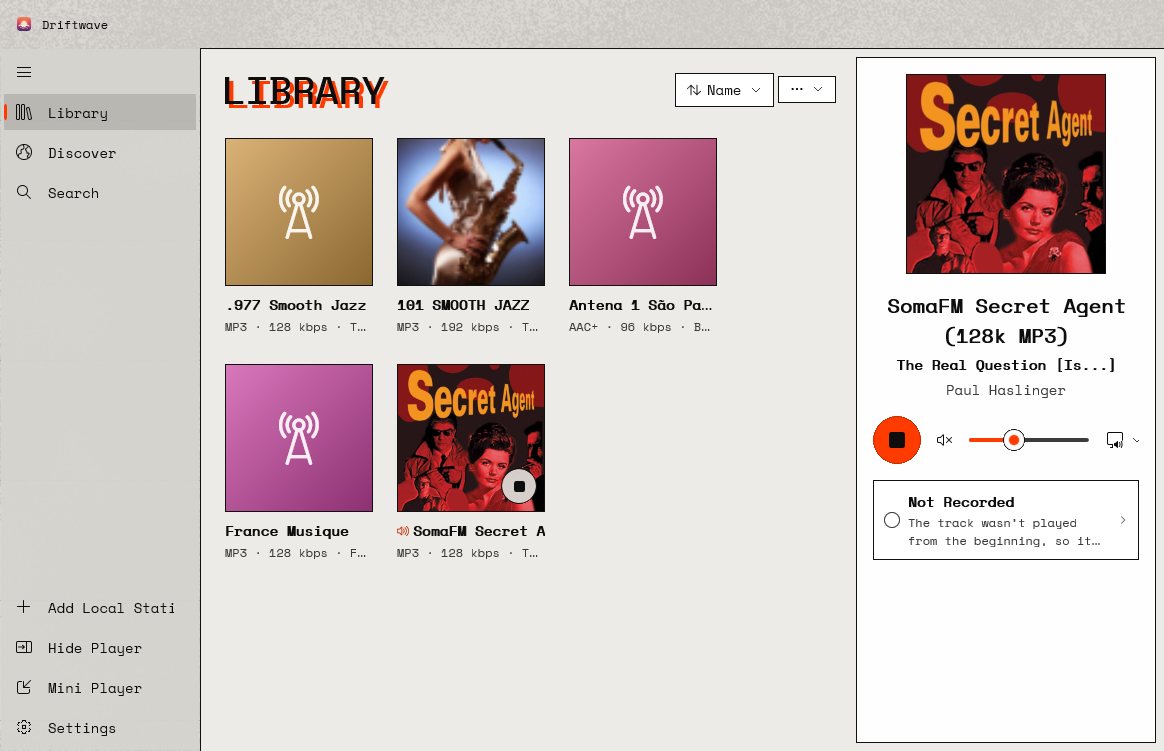 Driftwave
Library
Discover
Search
Add Local Stati
Hide Player
Mini Player
Settings
LIBRARY
Name
.977 Smooth Jazz
MP3 · 128 kbps · T…
101 SMOOTH JAZZ
MP3 · 192 kbps · T…
Antena 1 São Pa…
AAC+ · 96 kbps · B…
France Musique
MP3 · 128 kbps · F…
Secret Agent
SomaFM Secret A
MP3 · 128 kbps · T…
Secret Agent
SomaFM Secret Agent
(128k MP3)
The Real Question [Is...]
Paul Haslinger
Not Recorded
The track wasn't played
from the beginning, so it…